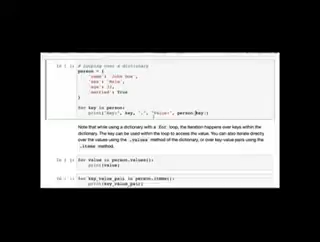 In [ ]: # Looping over a dictionary
person = {
'name': 'John Doe',
'sex': 'Male',
'age': 32,
'married': True
}
for key in person:
print("Key:", key, ",", "Value:", person[key])
Note that while using a dictionary with a for loop, the iteration happens over keys within the
dictionary. The key can be used within the loop to access the value. You can also iterate directly
over the values using the .values method of the dictionary, or over key-value pairs using the
.items method.
In [ ]: for value in person.values():
print(value)
In [ ]: for key_value_pair in person.items():
print(key_value_pair)